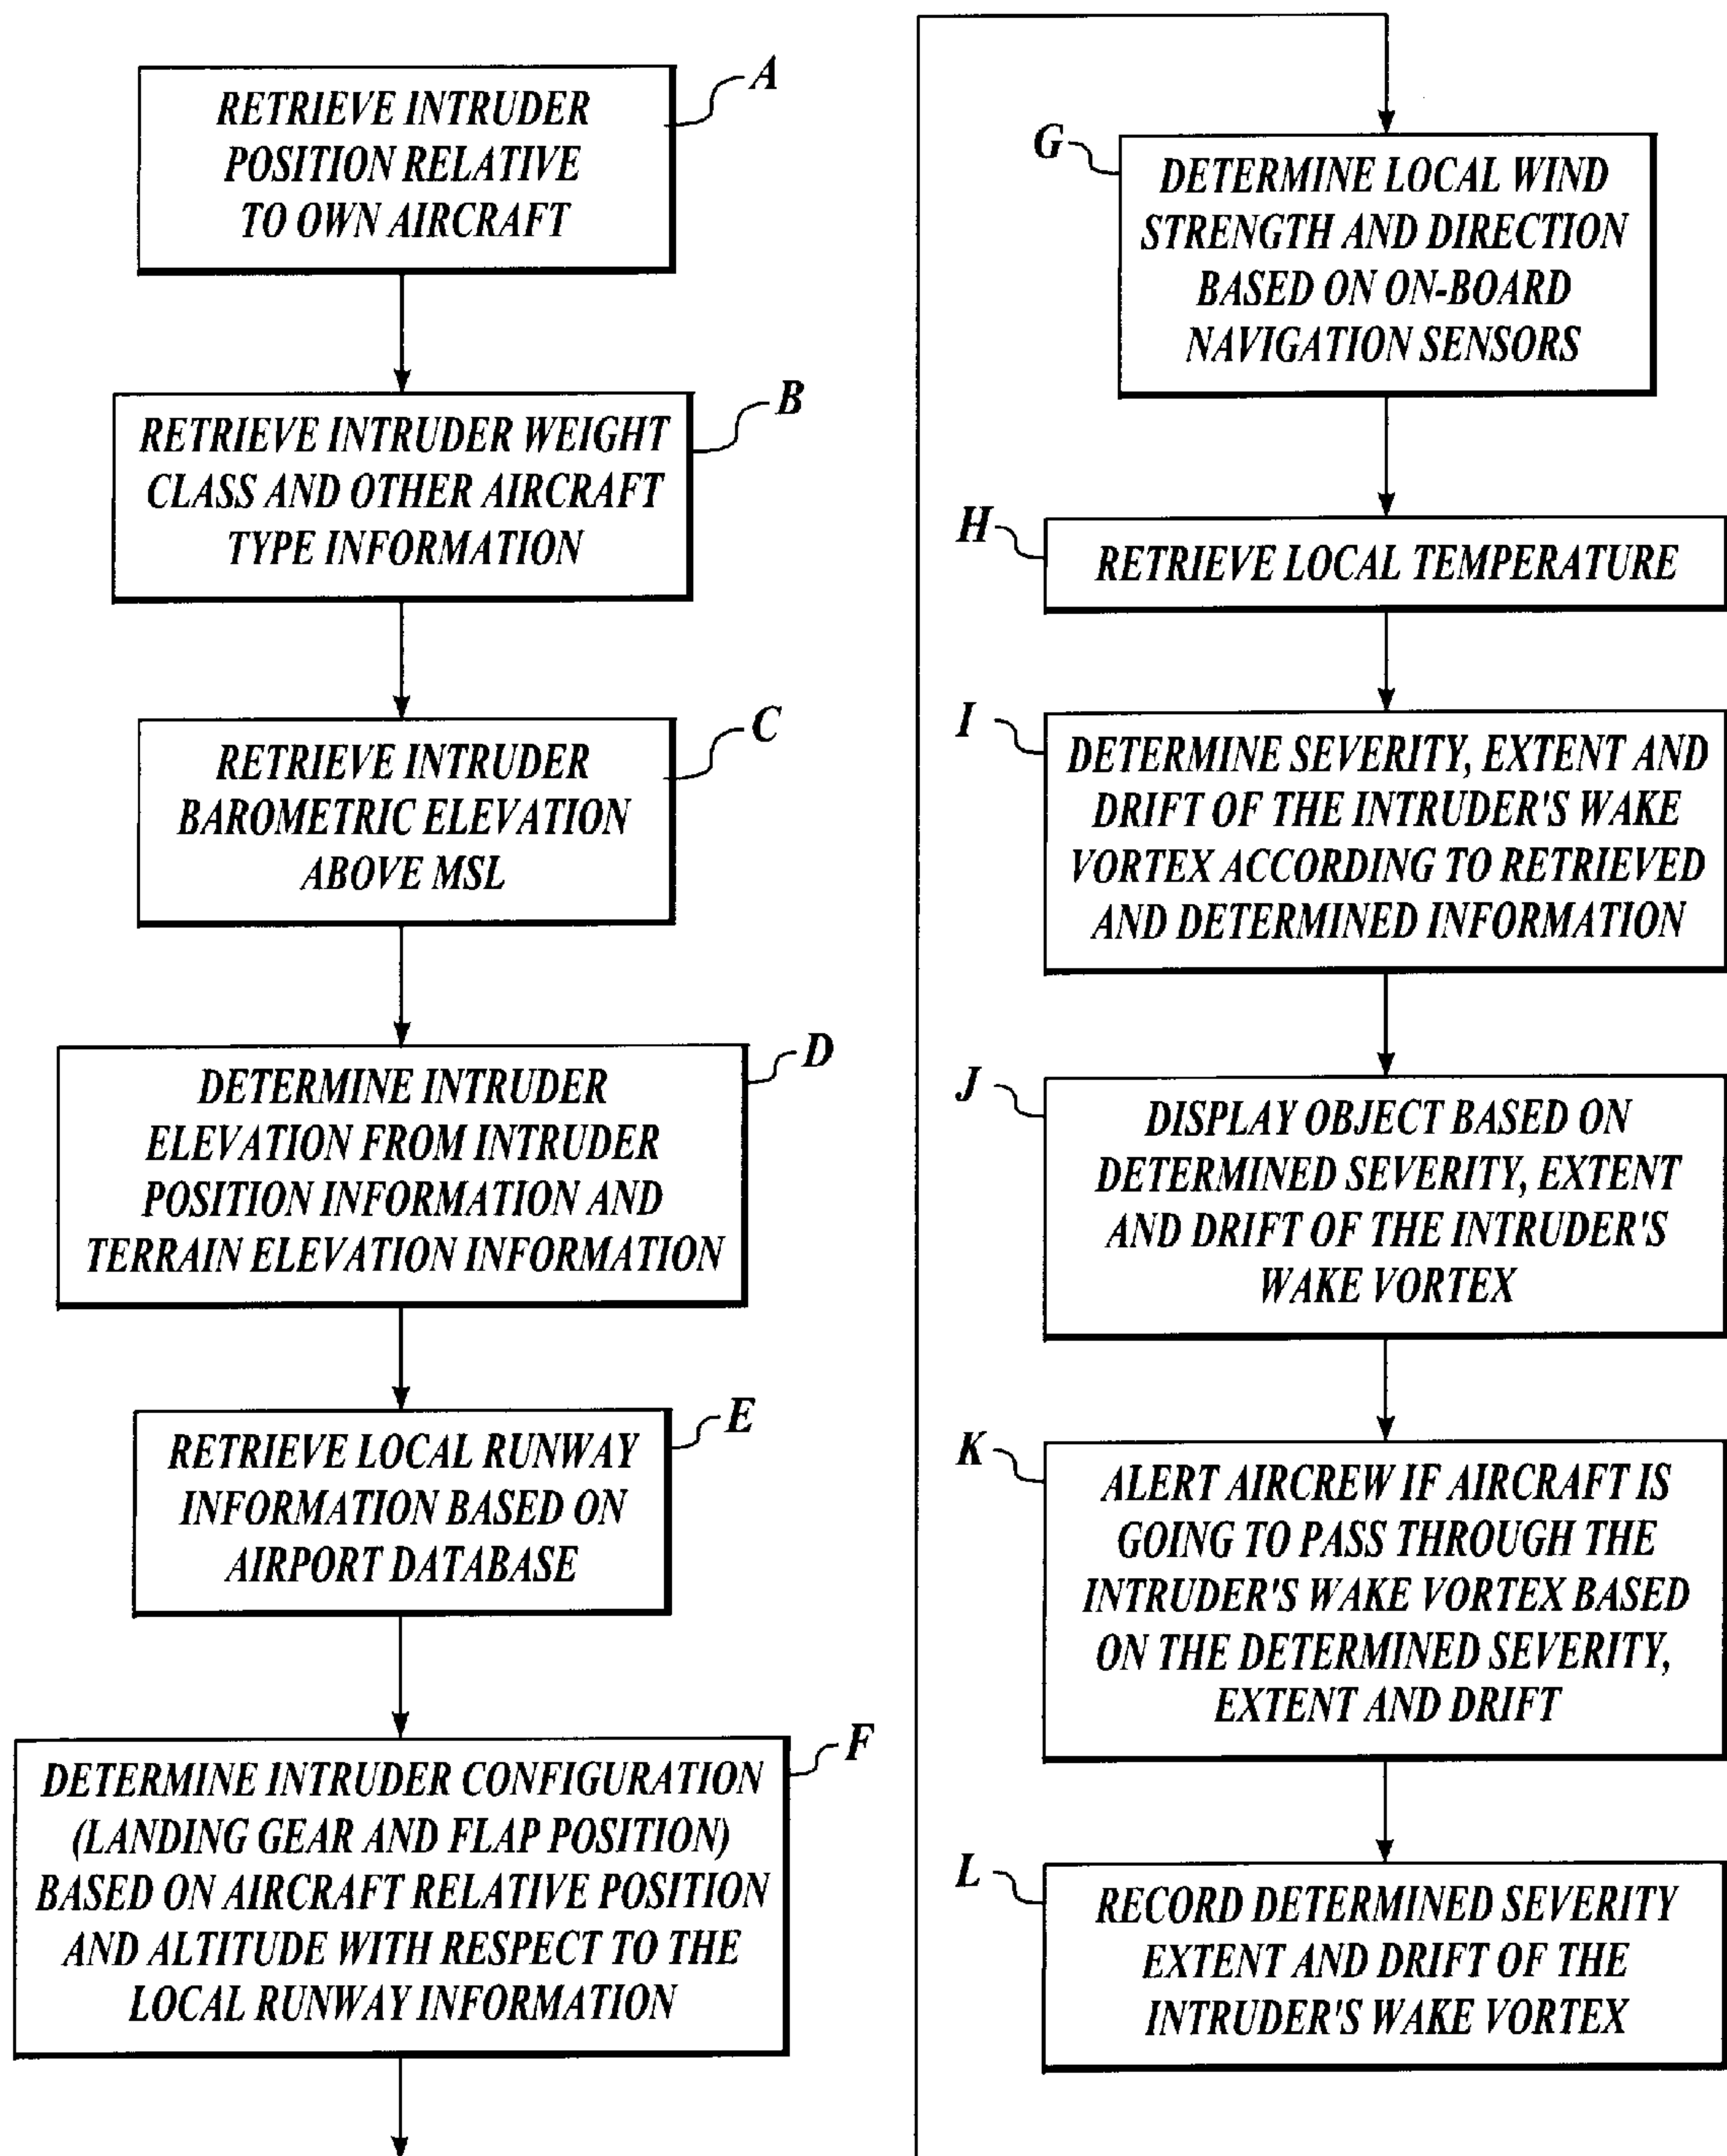 A
RETRIEVE INTRUDER
POSITION RELATIVE
TO OWN AIRCRAFT
B
RETRIEVE INTRUDER WEIGHT
CLASS AND OTHER AIRCRAFT
TYPE INFORMATION
C
RETRIEVE INTRUDER
BAROMETRIC ELEVATION
ABOVE MSL
D
DETERMINE INTRUDER
ELEVATION FROM INTRUDER
POSITION INFORMATION AND
TERRAIN ELEVATION INFORMATION
E
RETRIEVE LOCAL RUNWAY
INFORMATION BASED ON
AIRPORT DATABASE
F
DETERMINE INTRUDER CONFIGURATION
(LANDING GEAR AND FLAP POSITION)
BASED ON AIRCRAFT RELATIVE POSITION
AND ALTITUDE WITH RESPECT TO THE
LOCAL RUNWAY INFORMATION
G
DETERMINE LOCAL WIND
STRENGTH AND DIRECTION
BASED ON ON-BOARD
NAVIGATION SENSORS
H
RETRIEVE LOCAL TEMPERATURE
I
DETERMINE SEVERITY, EXTENT AND
DRIFT OF THE INTRUDER'S WAKE
VORTEX ACCORDING TO RETRIEVED
AND DETERMINED INFORMATION
J
DISPLAY OBJECT BASED ON
DETERMINED SEVERITY, EXTENT
AND DRIFT OF THE INTRUDER'S
WAKE VORTEX
K
ALERT AIRCREW IF AIRCRAFT IS
GOING TO PASS THROUGH THE
INTRUDER'S WAKE VORTEX BASED
ON THE DETERMINED SEVERITY,
EXTENT AND DRIFT
L
RECORD DETERMINED SEVERITY
EXTENT AND DRIFT OF THE
INTRUDER'S WAKE VORTEX